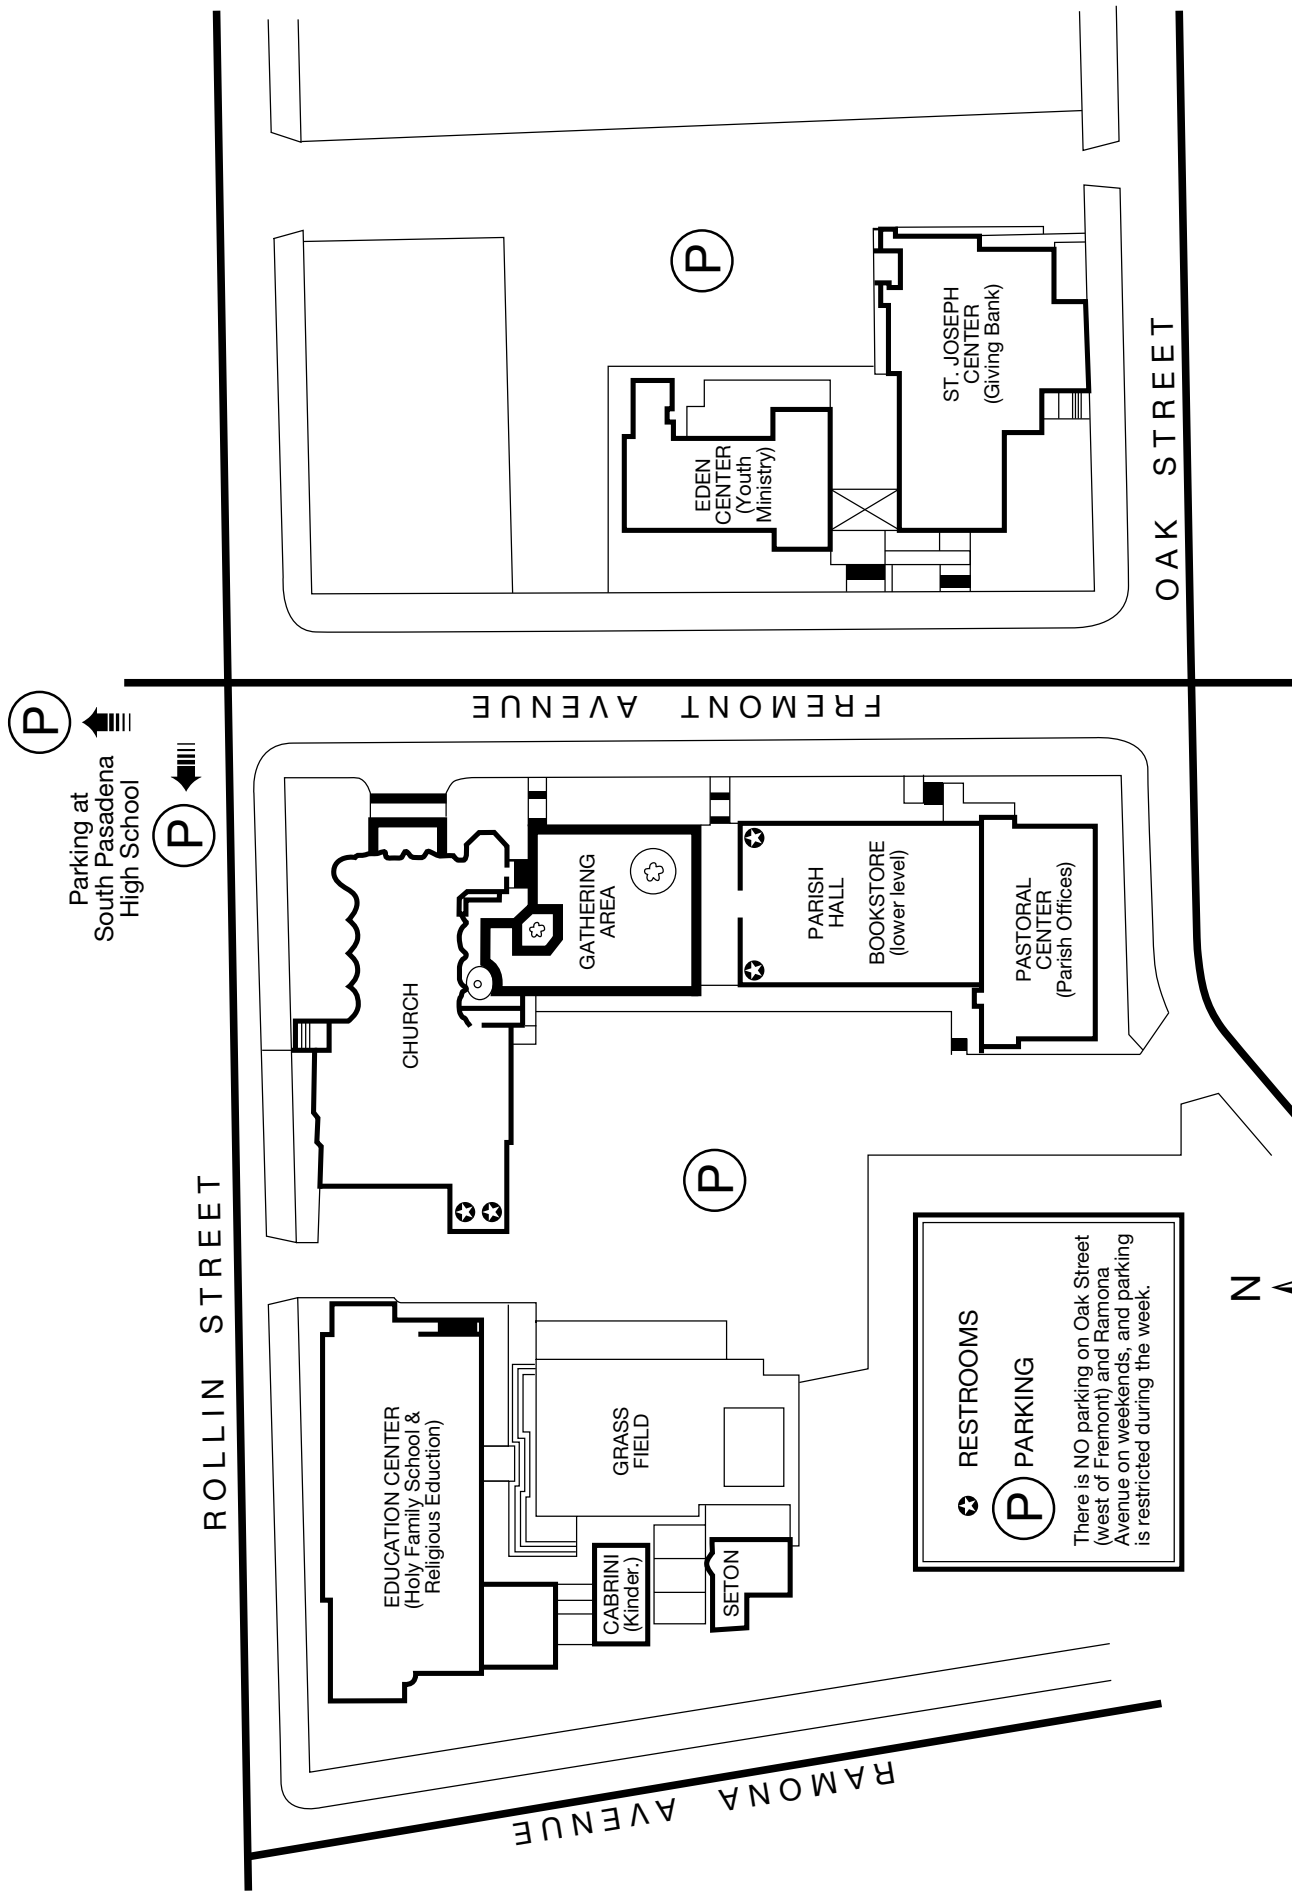 Parking at
South Pasadena
High School
P
P
ROLLIN STREET
EDUCATION CENTER
(Holy Family School &
Religious Eduction)
CHURCH
GATHERING
AREA
GRASS
FIELD
CABRINI
(Kinder.)
SETON
P
PARISH
HALL
BOOKSTORE
(lower level)
PASTORAL
CENTER
(Parish Offices)
RAMONA AVENUE
FREMONT AVENUE
EDEN
CENTER
(Youth
Ministry)
P
ST. JOSEPH
CENTER
(Giving Bank)
OAK STREET
RESTROOMS
P PARKING
There is NO parking on Oak Street
(west of Fremont) and Ramona
Avenue on weekends, and parking
is restricted during the week.
N